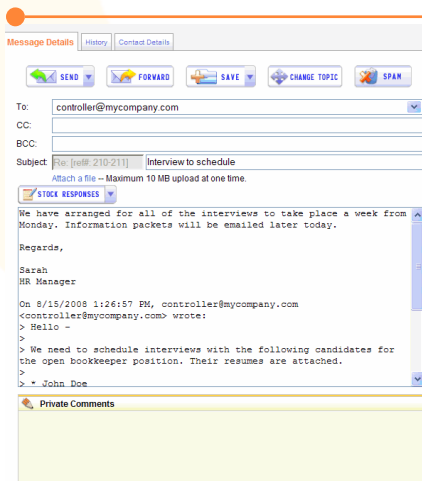 Message Details History Contact Details
SEND FORWARD SAVE CHANGE TOPIC SPAM
To: controller@mycompany.com
CC:
BCC:
Subject: Re: [ref#: 210-211] Interview to schedule
Attach a file -- Maximum 10 MB upload at one time.
STOCK RESPONSES
We have arranged for all of the interviews to take place a week from
Monday. Information packets will be emailed later today.
Regards,
Sarah
HR Manager
On 8/15/2008 1:26:57 PM, controller@mycompany.com
<controller@mycompany.com> wrote:
> Hello -
>
> We need to schedule interviews with the following candidates for
the open bookkeeper position. Their resumes are attached.
>
> * John Doe
Private Comments